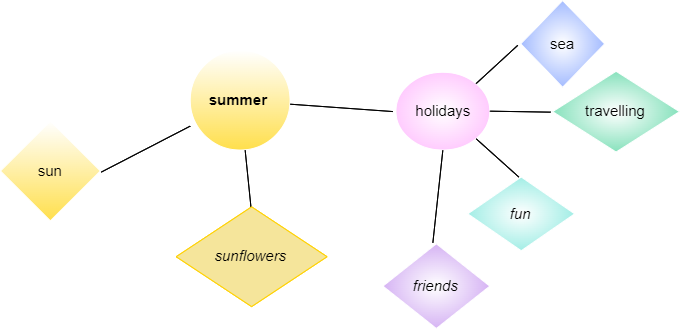 sea
summer
holidays
travelling
sun
fun
sunflowers
friends